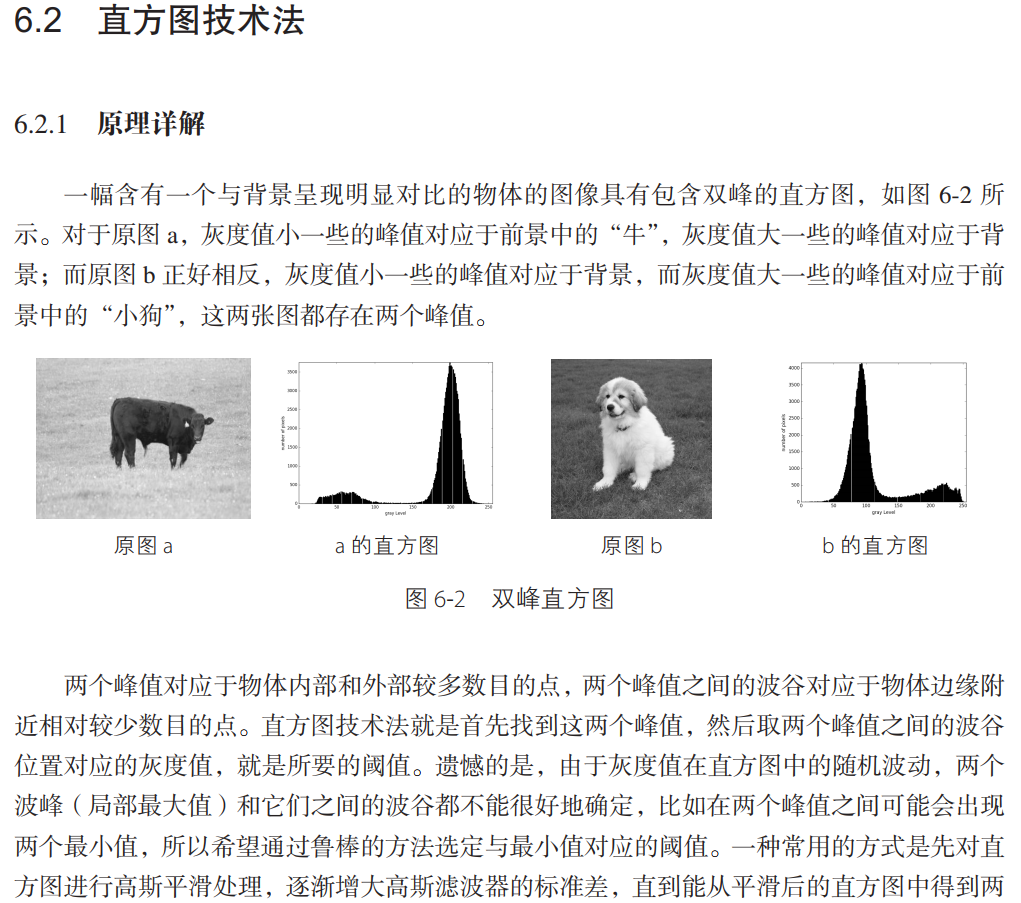 6.2 直方图技术法
6.2.1 原理详解
一幅含有一个与背景呈现明显对比的物体的图像具有包含双峰的直方图，如图 6-2 所
示。对于原图 a，灰度值小一些的峰值对应于前景中的“牛”，灰度值大一些的峰值对应于背
景；而原图 b 正好相反，灰度值小一些的峰值对应于背景，而灰度值大一些的峰值对应于前
景中的“小狗”，这两张图都存在两个峰值。
3500
3000
2500
2000
1500
1000
500
0
number of pixels
0 50 100 150 200 250
gray Level
4000
3500
3000
2500
2000
1500
1000
500
0
number of pixels
0 50 100 150 200 250
gray Level
原图 a
a 的直方图
原图 b
b 的直方图
图 6-2 双峰直方图
两个峰值对应于物体内部和外部较多数目的点，两个峰值之间的波谷对应于物体边缘附
近相对较少数目的点。直方图技术法就是首先找到这两个峰值，然后取两个峰值之间的波谷
位置对应的灰度值，就是所要的阈值。遗憾的是，由于灰度值在直方图中的随机波动，两个
波峰（局部最大值）和它们之间的波谷都不能很好地确定，比如在两个峰值之间可能会出现
两个最小值，所以希望通过鲁棒的方法选定与最小值对应的阈值。一种常用的方式是先对直
方图进行高斯平滑处理，逐渐增大高斯滤波器的标准差，直到能从平滑后的直方图中得到两